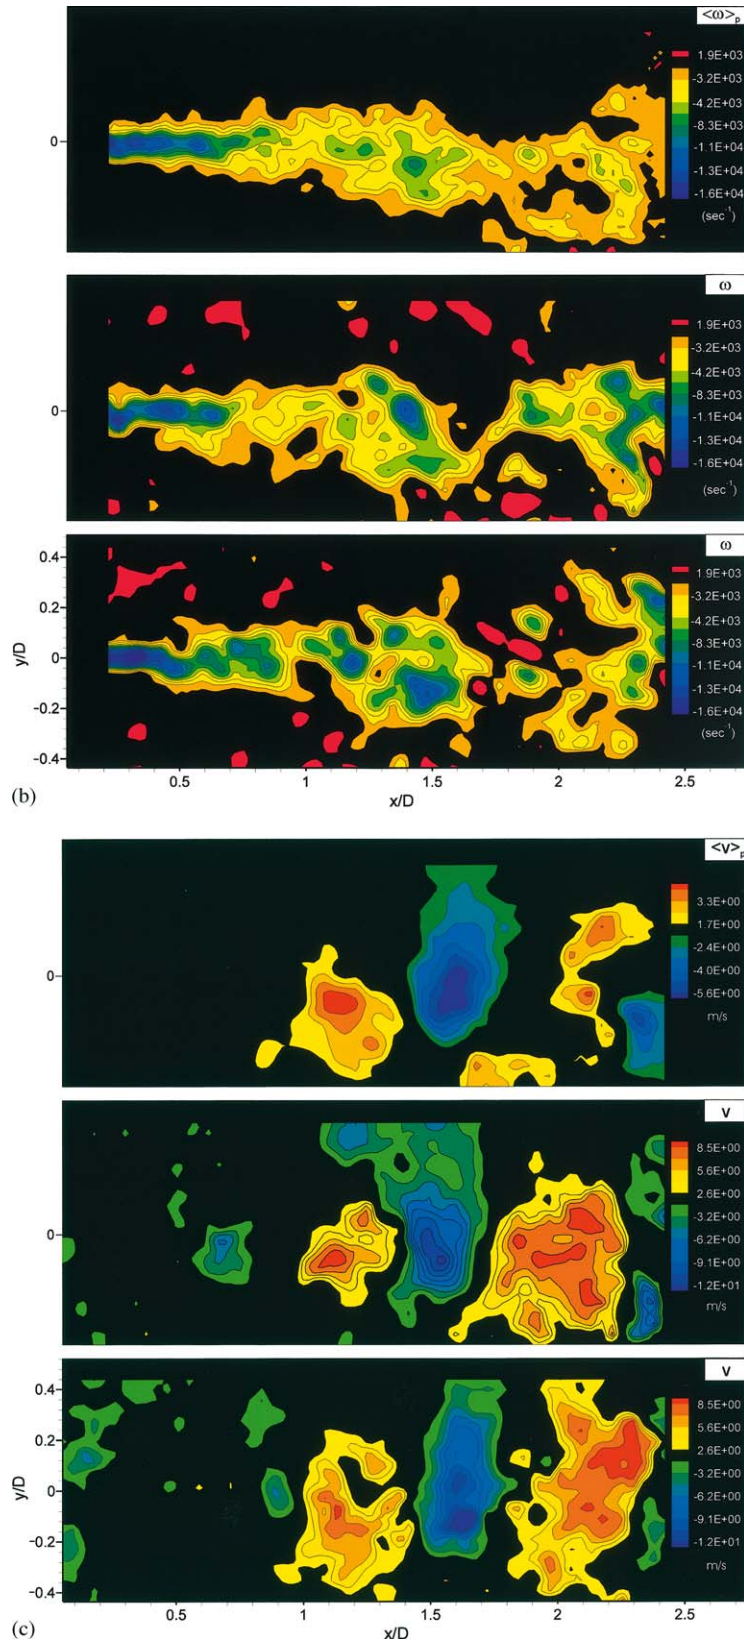 <ω>p
1.9E+03
-3.2E+03
-4.2E+03
-8.3E+03
-1.1E+04
-1.3E+04
-1.6E+04
(sec-1)
0
ω
1.9E+03
-3.2E+03
-4.2E+03
-8.3E+03
-1.1E+04
-1.3E+04
-1.6E+04
(sec-1)
0
ω
1.9E+03
-3.2E+03
-4.2E+03
-8.3E+03
-1.1E+04
-1.3E+04
-1.6E+04
(sec-1)
0.4
0.2
0
-0.2
-0.4
y/D
0.5
1
1.5
2
2.5
x/D
(b)
<v>p
3.3E+00
1.7E+00
-2.4E+00
-4.0E+00
-5.6E+00
m/s
0
v
8.5E+00
5.6E+00
2.6E+00
-3.2E+00
-6.2E+00
-9.1E+00
-1.2E+01
m/s
0
v
8.5E+00
5.6E+00
2.6E+00
-3.2E+00
-6.2E+00
-9.1E+00
-1.2E+01
m/s
0.4
0.2
0
-0.2
-0.4
y/D
0.5
1
1.5
2
2.5
x/D
(c)